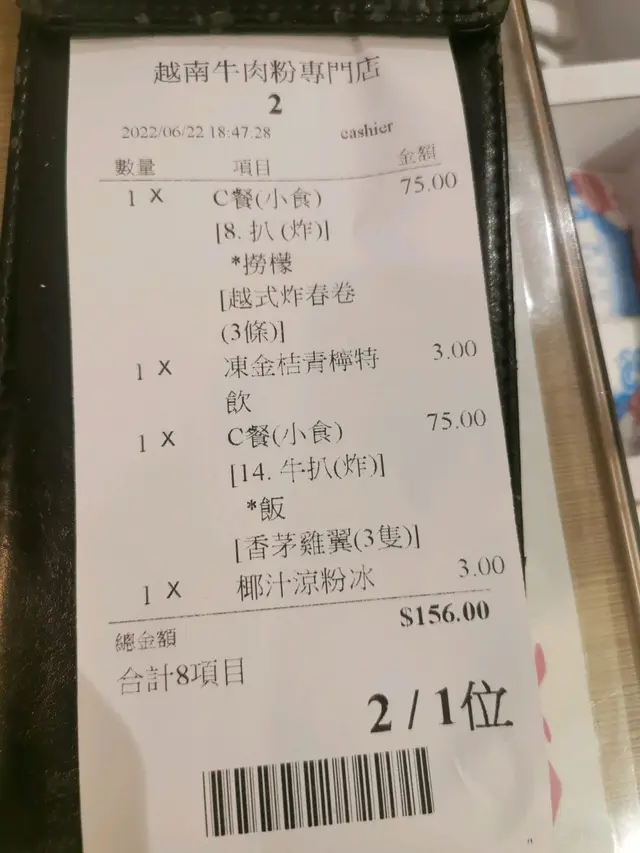 越南牛肉粉專門店
2
2022/06/22 18:47:28 cashier
數量 項目 金額
1 X C餐(小食) 75.00
[8. 扒 (炸)]
*撈檬
[越式炸春卷
(3條)]
1 X 凍金桔青檸特 3.00
飲
1 X C餐(小食) 75.00
[14. 牛扒(炸)]
*飯
[香茅雞翼(3隻)]
1 X 椰汁涼粉冰 3.00
總金額 $156.00
合計8項目
2 / 1位